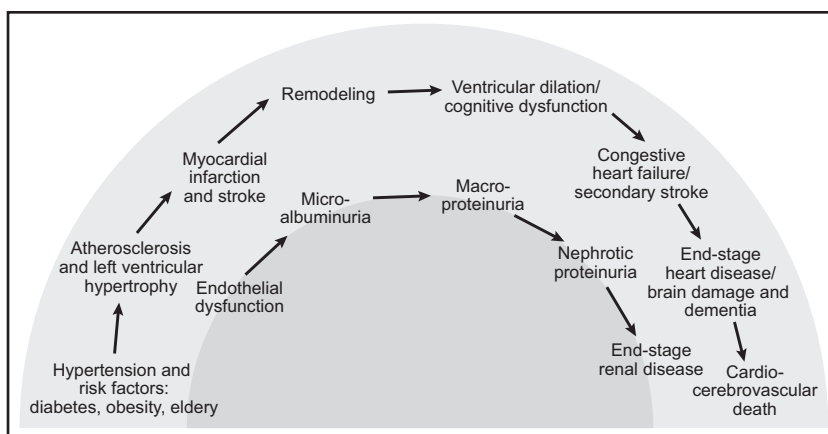 Hypertension and
risk factors:
diabetes, obesity, eldery
Atherosclerosis
and left ventricular
hypertrophy
Myocardial
infarction
and stroke
Remodeling
Ventricular dilation/
cognitive dysfunction
Congestive
heart failure/
secondary stroke
End-stage
heart disease/
brain damage and
dementia
Cardio-
cerebrovascular
death
Endothelial
dysfunction
Micro-
albuminuria
Macro-
proteinuria
Nephrotic
proteinuria
End-stage
renal disease